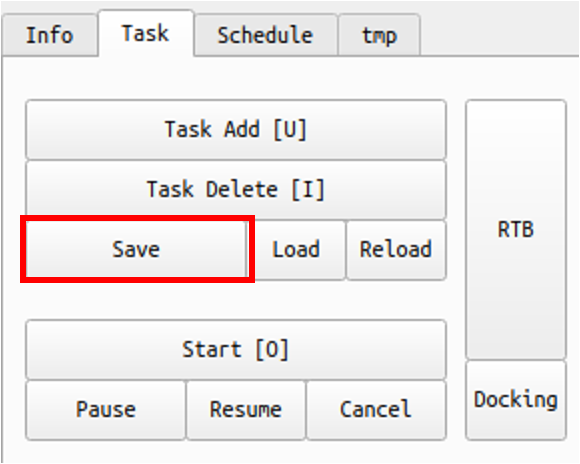 Info Task Schedule tmp
Task Add [U]
Task Delete [I]
Save Load Reload
RTB
Start [O]
Pause Resume Cancel
Docking